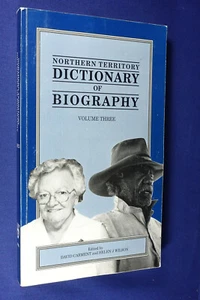 NORTHERN TERRITORY
DICTIONARY
OF
BIOGRAPHY
VOLUME THREE
Edited by
DAVID CARMENT and HELEN J WILSON